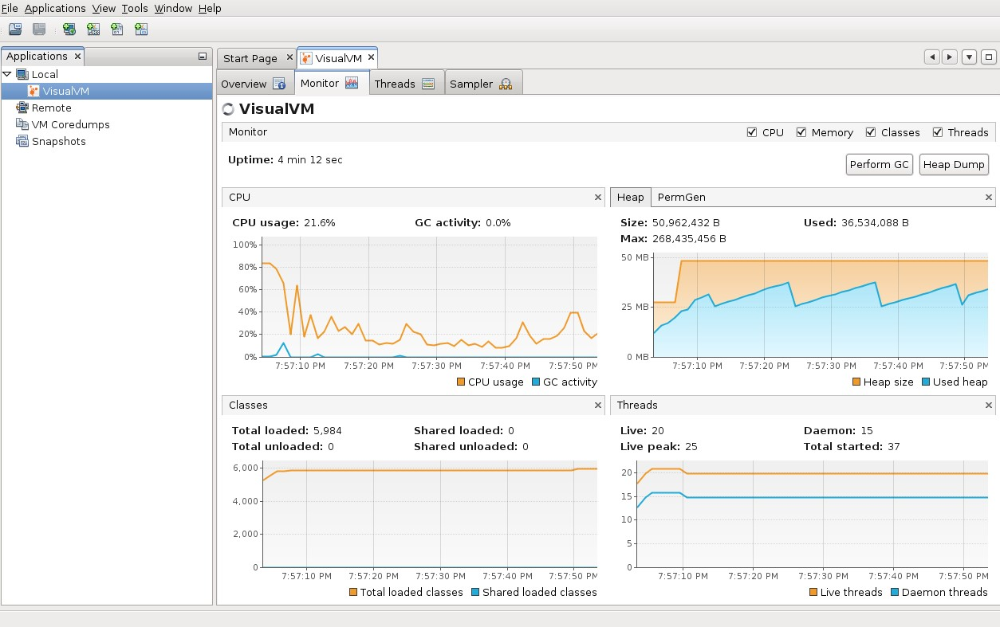 File Applications View Tools Window Help
Applications
Start Page VisualVM
Local
VisualVM
Remote
VM Coredumps
Snapshots
Overview Monitor Threads Sampler
VisualVM
Monitor CPU Memory Classes Threads
Uptime: 4 min 12 sec
Perform GC Heap Dump
CPU
CPU usage: 21.6% GC activity: 0.0%
100%
80%
60%
40%
20%
0%
7:57:10 PM 7:57:20 PM 7:57:30 PM 7:57:40 PM 7:57:50 PM
CPU usage GC activity
Heap PermGen
Size: 50,962,432 B Used: 36,534,088 B
Max: 268,435,456 B
50 MB
25 MB
0 MB
7:57:10 PM 7:57:20 PM 7:57:30 PM 7:57:40 PM 7:57:50 PM
Heap size Used heap
Classes
Total loaded: 5,984 Shared loaded: 0
Total unloaded: 0 Shared unloaded: 0
6,000
4,000
2,000
0
7:57:10 PM 7:57:20 PM 7:57:30 PM 7:57:40 PM 7:57:50 PM
Total loaded classes Shared loaded classes
Threads
Live: 20 Daemon: 15
Live peak: 25 Total started: 37
20
15
10
5
0
7:57:10 PM 7:57:20 PM 7:57:30 PM 7:57:40 PM 7:57:50 PM
Live threads Daemon threads